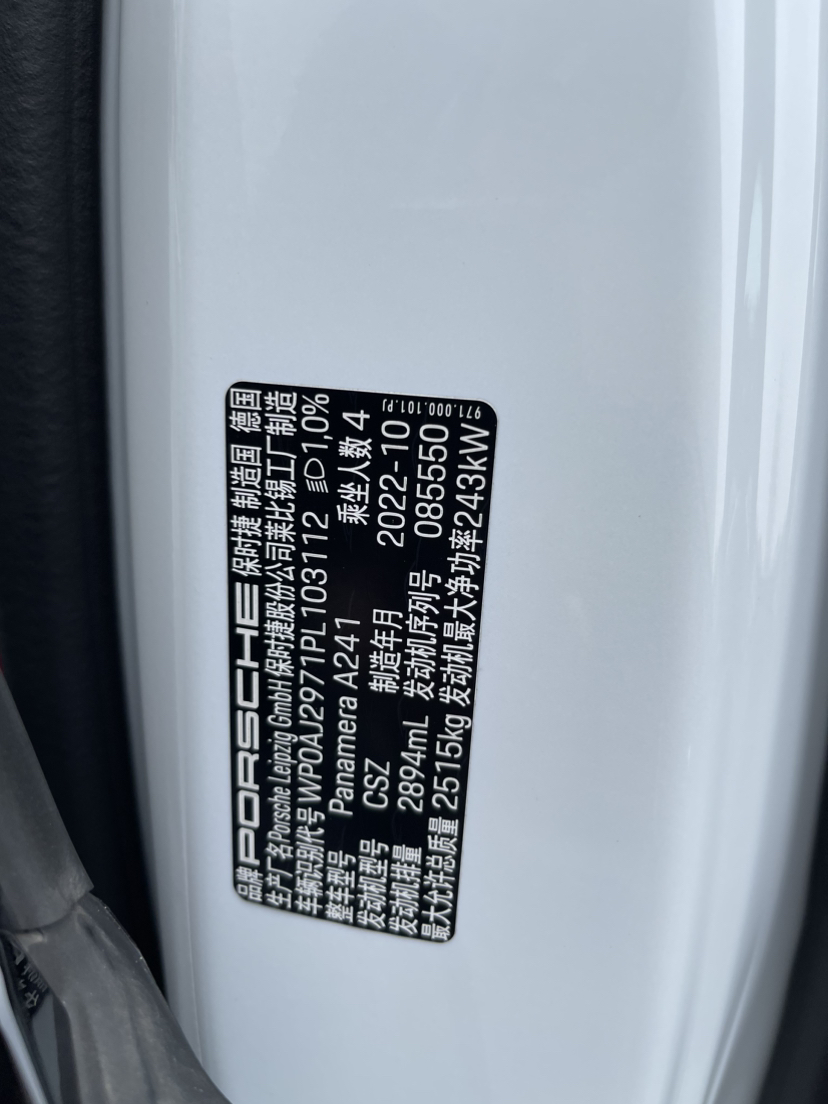 品牌 PORSCHE 保时捷 制造国 德国
生产厂名 Porsche Leipzig GmbH 保时捷股份公司莱比锡工厂制造
车辆识别代号 WP0AJ2971PL103112 1,0%
整车型号 Panamera A241 乘坐人数 4
发动机型号 CSZ 制造年月 2022-10
发动机排量 2894mL 发动机序列号 085550
最大允许总质量 2515kg 发动机最大净功率 243kW
971.000.101.PJ